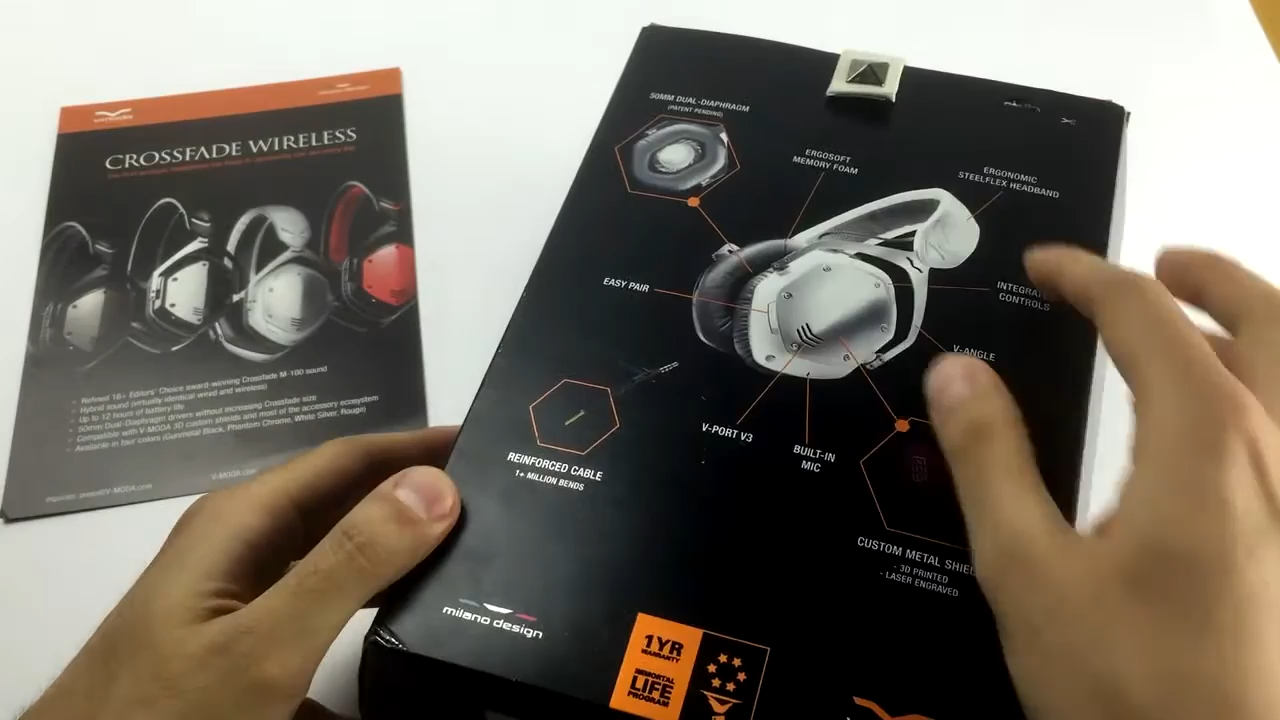 CROSSFADE WIRELESS
Refined 16+ Editors' Choice award-winning Crossfade M-100 sound
Hybrid sound (virtually identical wired and wireless)
Up to 12 hours of battery life
50mm Dual-Diaphragm drivers without increasing Crossfade size
Compatible with V-MODA 3D custom shields and most of the accessory ecosystem
Available in four colors (Gunmetal Black, Phantom Chrome, White Silver, Rouge)
V-MODA.com
50MM DUAL-DIAPHRAGM
(PATENT PENDING)
ERGOSOFT
MEMORY FOAM
ERGONOMIC
STEELFLEX HEADBAND
EASY PAIR
CONTROLS
V-ANGLE
V-PORT V3
BUILT-IN
MIC
REINFORCED CABLE
1+ MILLION BENDS
CUSTOM METAL
- 3D PRINTED
- LASER ENGRAVED
milano design
1YR
WARRANTY
IMMORTAL
LIFE
PROGRAM